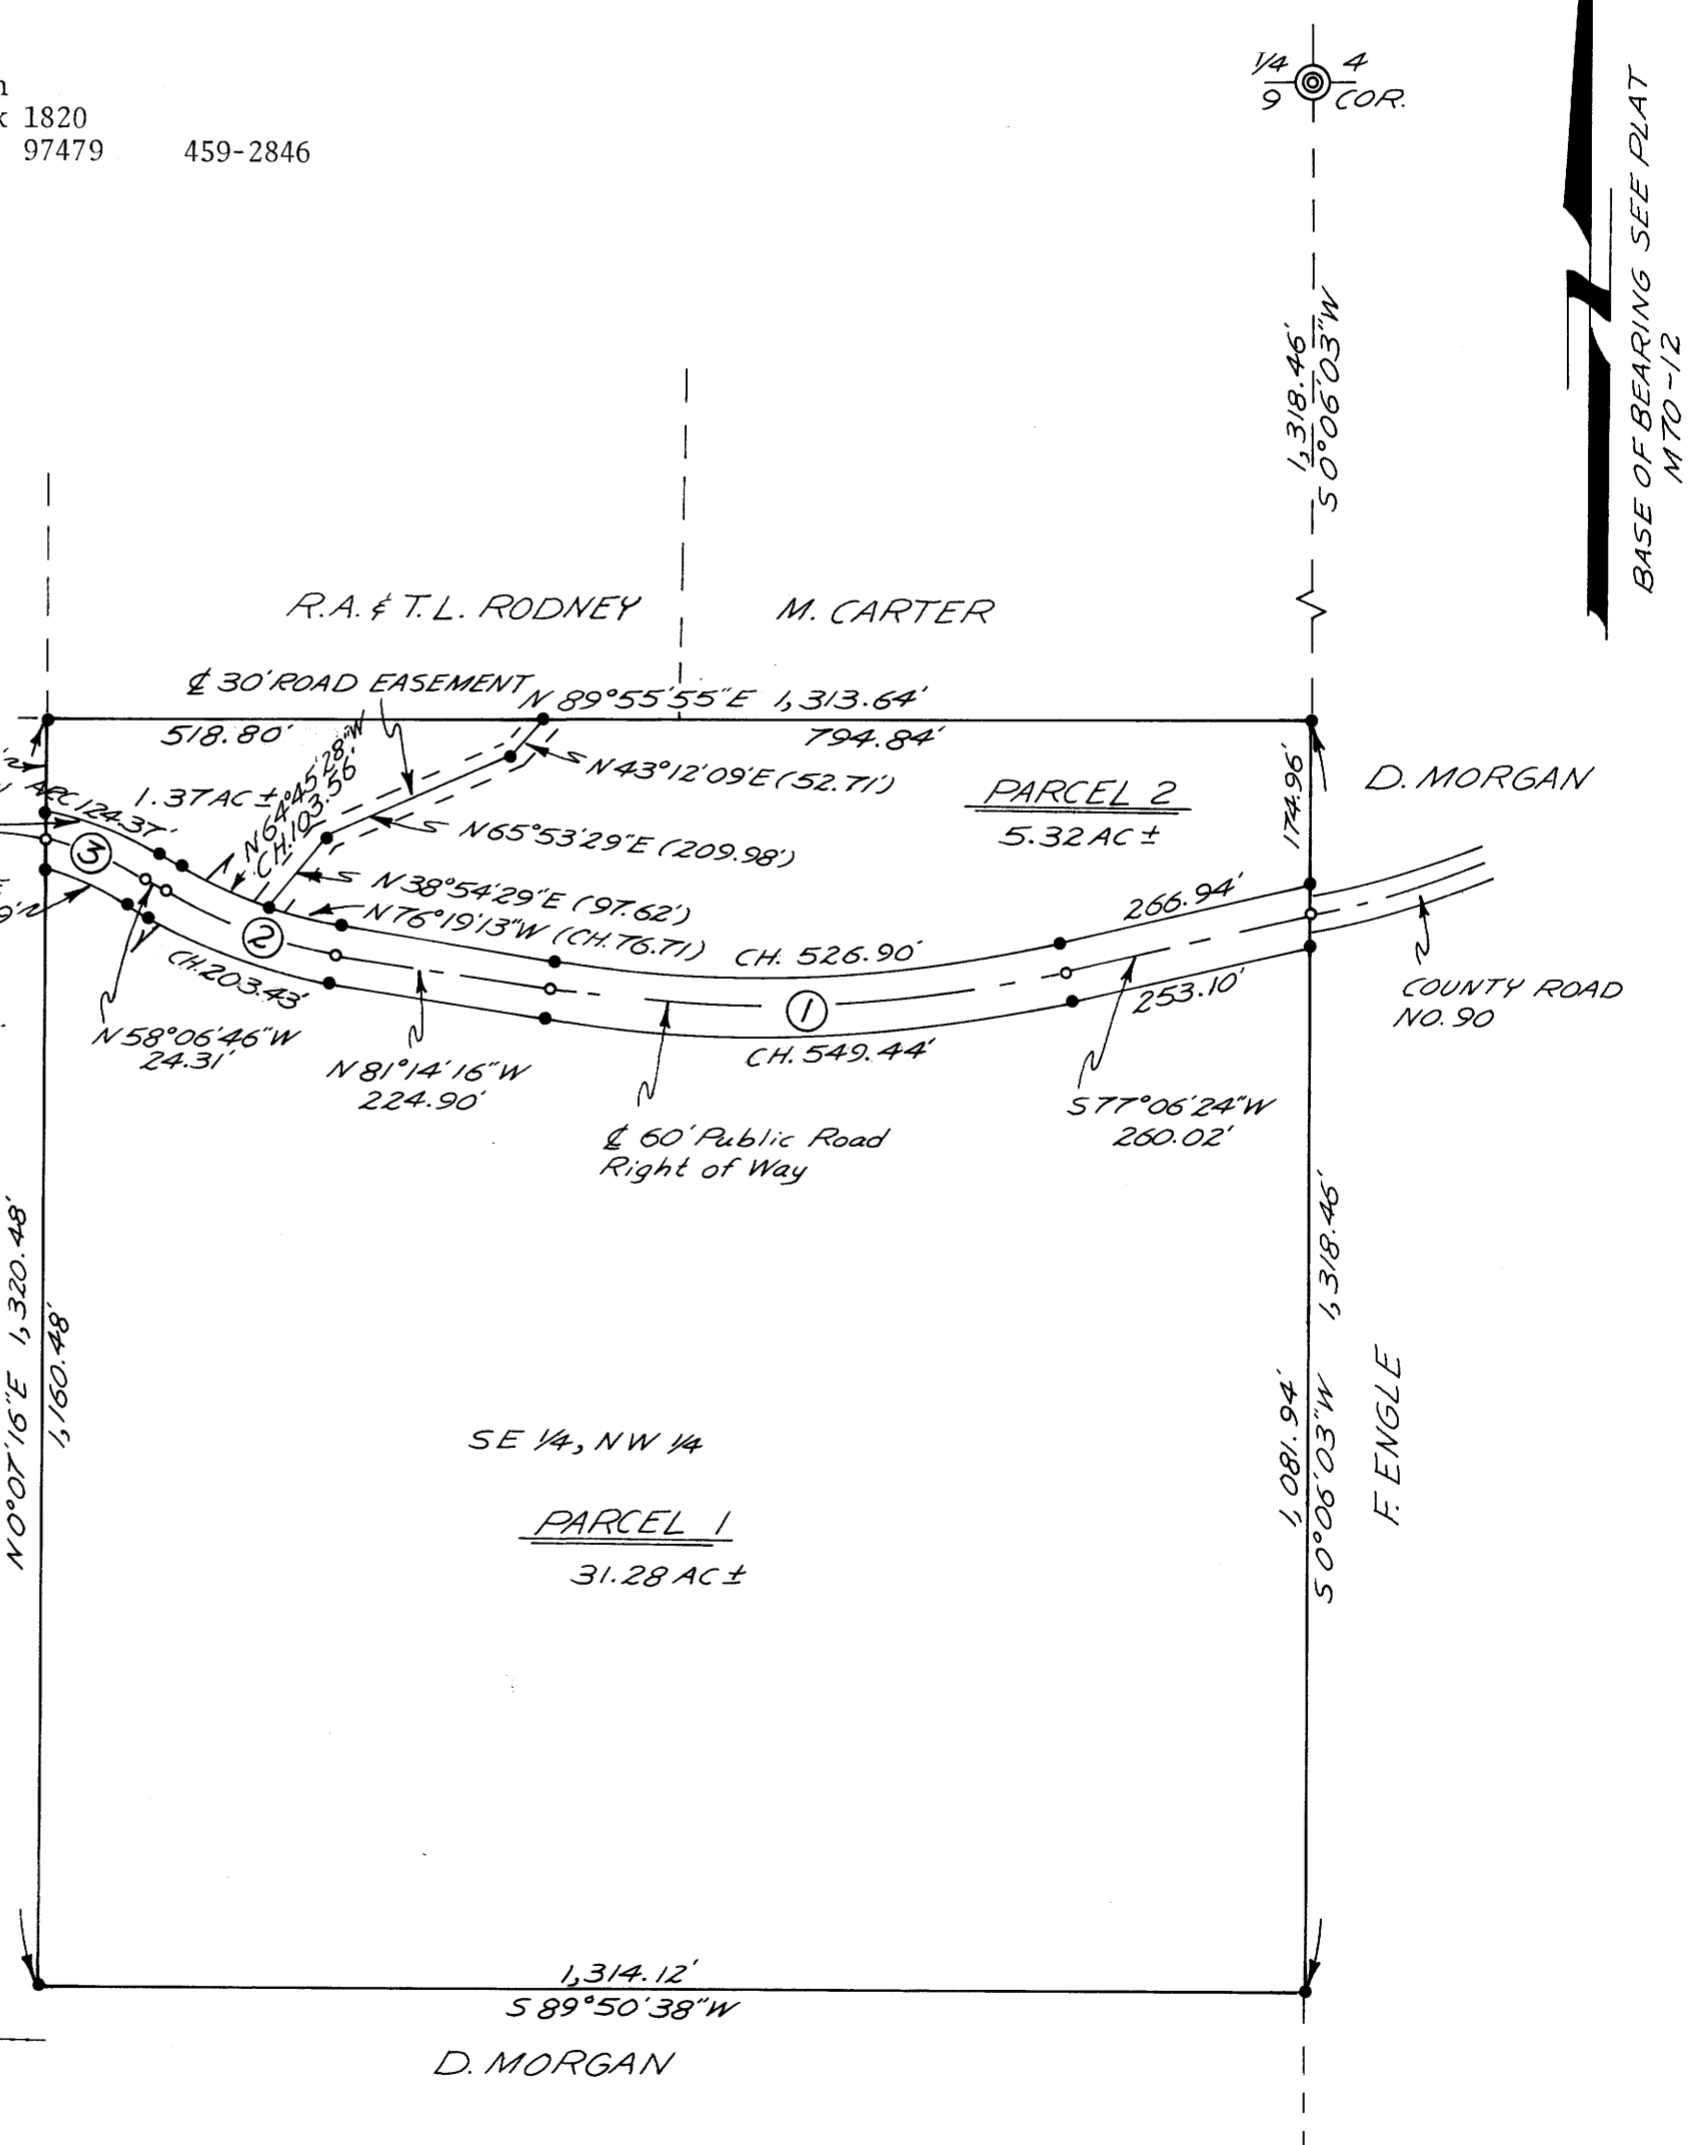 1820
97479 459-2846
1/4 4
9 COR.
BASE OF BEARING SEE PLAT
M70-12
1,318.46'
S 0°06'03"W
R.A. & T.L. RODNEY
M. CARTER
℄ 30' ROAD EASEMENT
N 89°55'55"E 1,313.64'
518.80'
794.84'
N 43°12'09"E (52.71')
174.96'
D. MORGAN
PARCEL 2
5.32 AC ±
ARC 124.37'
1.37 AC ±
N 64°45'28"W
CH. 103.56'
N 65°53'29"E (209.98')
N 38°54'29"E (97.62')
N 76°19'13"W (CH. 76.71)
3
2
1
CH. 526.90'
266.94'
CH. 203.43'
253.10'
COUNTY ROAD
NO. 90
N 58°06'46"W
24.31'
N 81°14'16"W
224.90'
CH. 549.44'
S 77°06'24"W
260.02'
℄ 60' Public Road
Right of Way
N 0°07'16"E 1,320.48'
1,160.48'
1,081.94'
S 0°06'03"W 1,318.46'
F. ENGLE
SE 1/4, NW 1/4
PARCEL 1
31.28 AC ±
1,314.12'
S 89°50'38"W
D. MORGAN